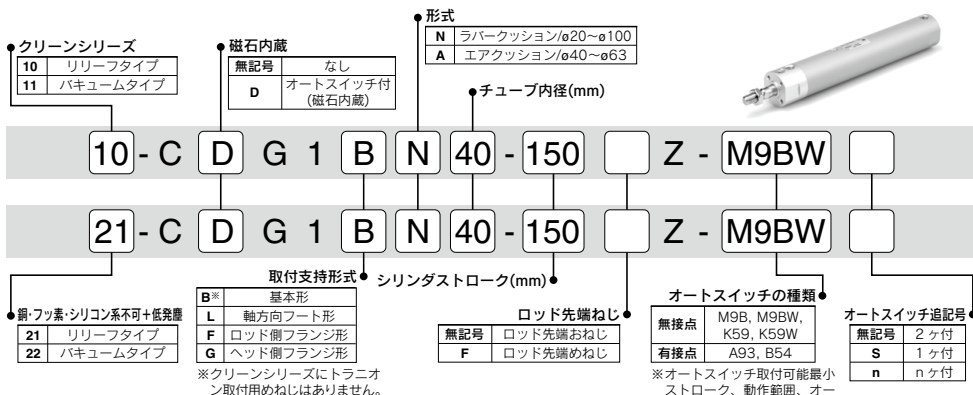 クリーンシリーズ
10 リリーフタイプ
11 バキュームタイプ
磁石内蔵
無記号 なし
D オートスイッチ付
(磁石内蔵)
形式
N ラバークッション/ø20～ø100
A エアクッション/ø40～ø63
チューブ内径(mm)
10 - C D G 1 B N 40 - 150 Z - M9BW
21 - C D G 1 B N 40 - 150 Z - M9BW
銅・フッ素・シリコン系不可+低発塵
21 リリーフタイプ
22 バキュームタイプ
取付支持形式
B※ 基本形
L 軸方向フート形
F ロッド側フランジ形
G ヘッド側フランジ形
※クリーンシリーズにトラニオ
ン取付用めねじはありません。
シリンダストローク(mm)
ロッド先端ねじ
無記号 ロッド先端おねじ
F ロッド先端めねじ
オートスイッチの種類
無接点 M9B, M9BW,
K59, K59W
有接点 A93, B54
※オートスイッチ取付可能最小
ストローク、動作範囲、オー
オートスイッチ追記号
無記号 2ヶ付
S 1ヶ付
n nヶ付